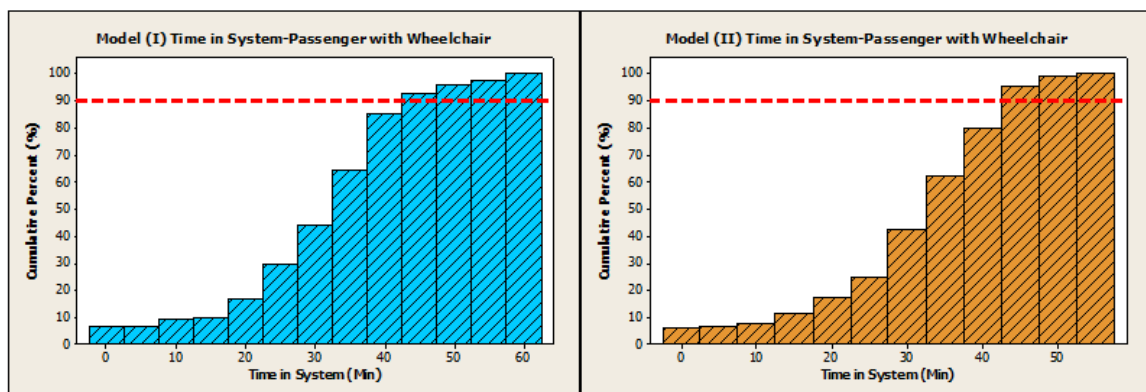 Model (I) Time in System-Passenger with Wheelchair
100
90
80
70
60
50
40
30
20
10
0
Cumulative Percent (%)
0 10 20 30 40 50 60
Time in System (Min)
Model (II) Time in System-Passenger with Wheelchair
100
90
80
70
60
50
40
30
20
10
0
Cumulative Percent (%)
0 10 20 30 40 50
Time in System (Min)